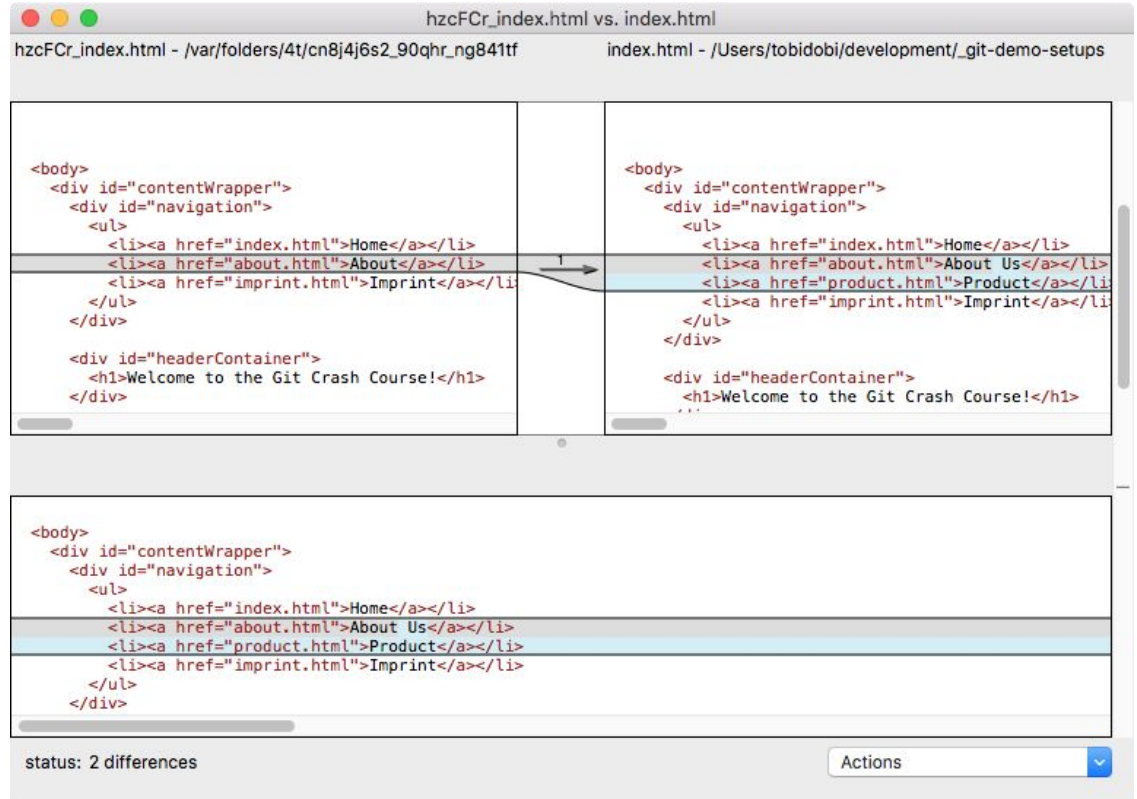 hzcFCr_index.html vs. index.html
hzcFCr_index.html - /var/folders/4t/cn8j4j6s2_90qhr_ng841tf
index.html - /Users/tobidobi/development/_git-demo-setups
<body>
<div id="contentWrapper">
<div id="navigation">
<ul>
<li><a href="index.html">Home</a></li>
<li><a href="about.html">About</a></li>
<li><a href="imprint.html">Imprint</a></li
</ul>
</div>
<div id="headerContainer">
<h1>Welcome to the Git Crash Course!</h1>
</div>
1
<body>
<div id="contentWrapper">
<div id="navigation">
<ul>
<li><a href="index.html">Home</a></li>
<li><a href="about.html">About Us</a></li>
<li><a href="product.html">Product</a></li
<li><a href="imprint.html">Imprint</a></li
</ul>
</div>
<div id="headerContainer">
<h1>Welcome to the Git Crash Course!</h1>
<body>
<div id="contentWrapper">
<div id="navigation">
<ul>
<li><a href="index.html">Home</a></li>
<li><a href="about.html">About Us</a></li>
<li><a href="product.html">Product</a></li>
<li><a href="imprint.html">Imprint</a></li>
</ul>
</div>
status: 2 differences
Actions